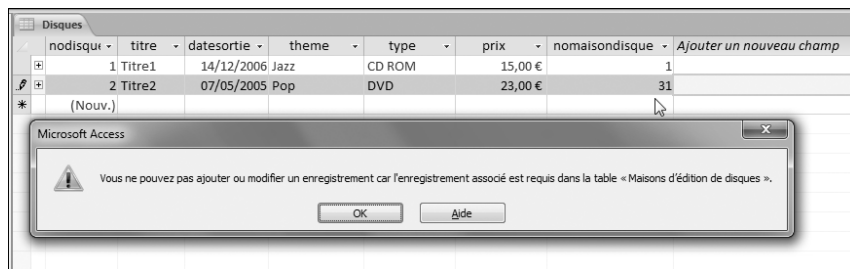 Disques
nodisque titre datesortie theme type prix nomaisondisque Ajouter un nouveau champ
1 Titre1 14/12/2006 Jazz CD ROM 15,00 € 1
2 Titre2 07/05/2005 Pop DVD 23,00 € 31
(Nouv.)
Microsoft Access
Vous ne pouvez pas ajouter ou modifier un enregistrement car l'enregistrement associé est requis dans la table « Maisons d'édition de disques ».
OK Aide